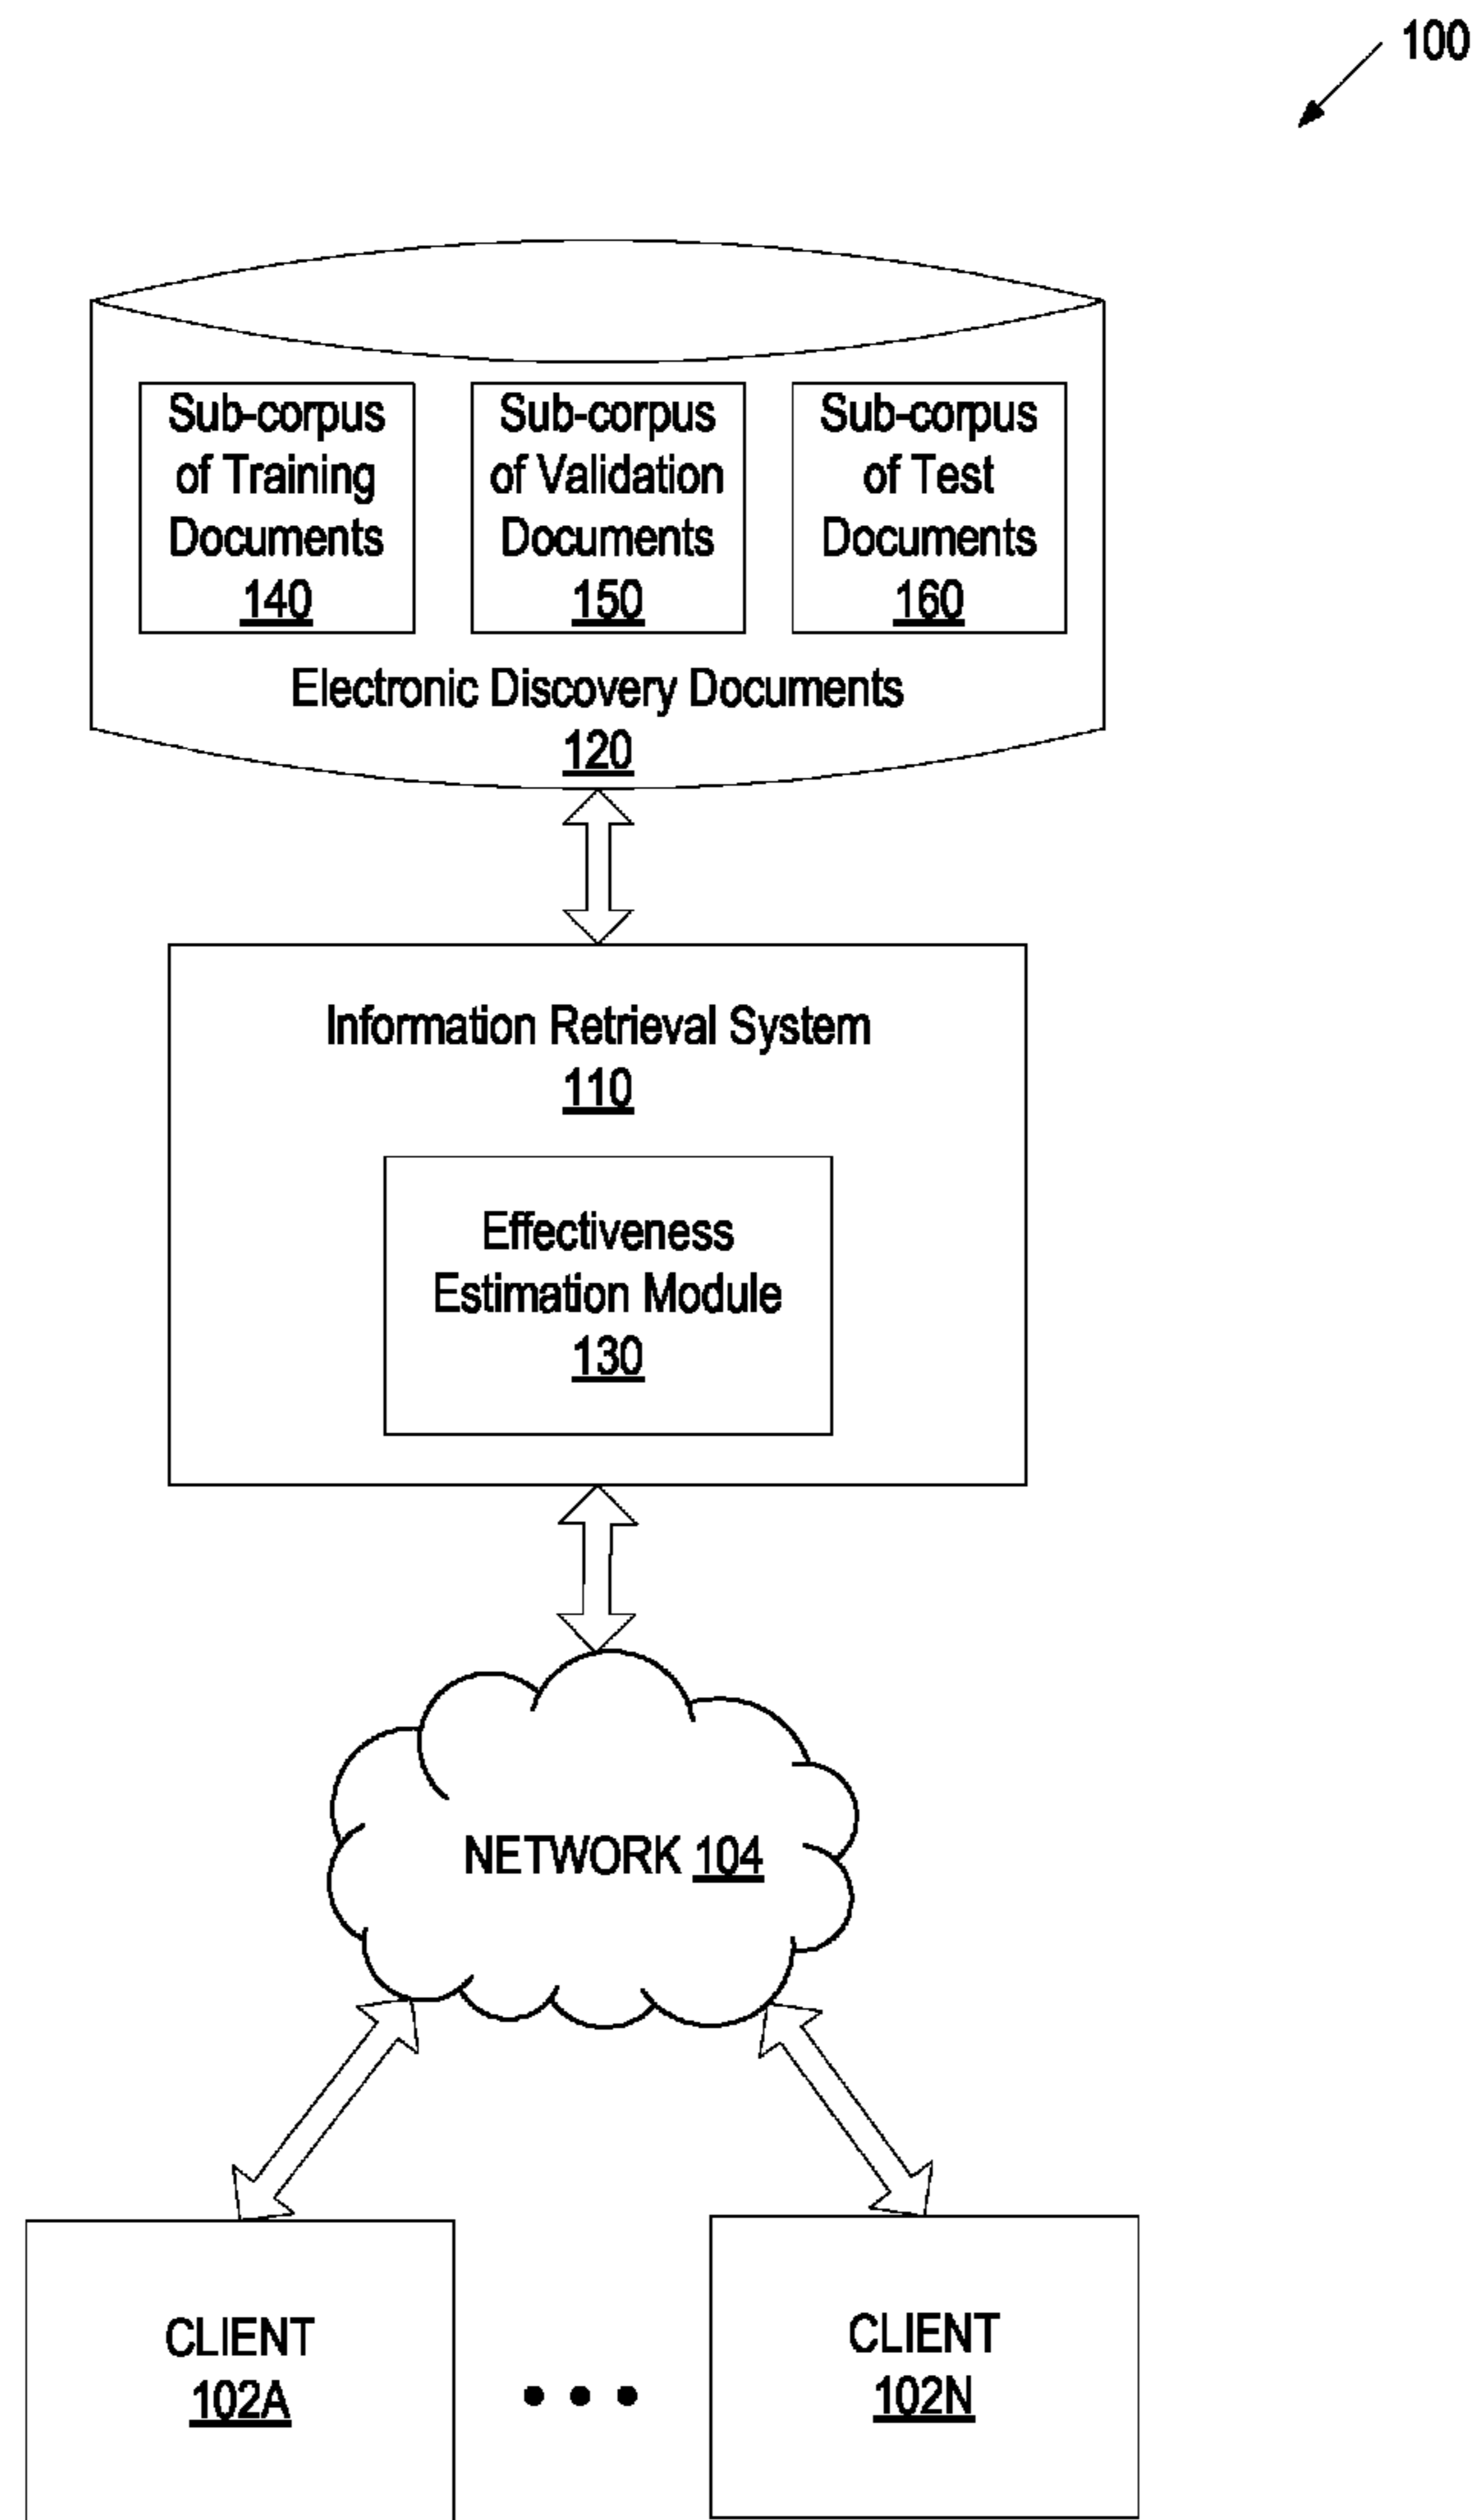 100
Sub-corpus
of Training
Documents
140
Sub-corpus
of Validation
Documents
150
Sub-corpus
of Test
Documents
160
Electronic Discovery Documents
120
Information Retrieval System
110
Effectiveness
Estimation Module
130
NETWORK 104
CLIENT
102A
CLIENT
102N